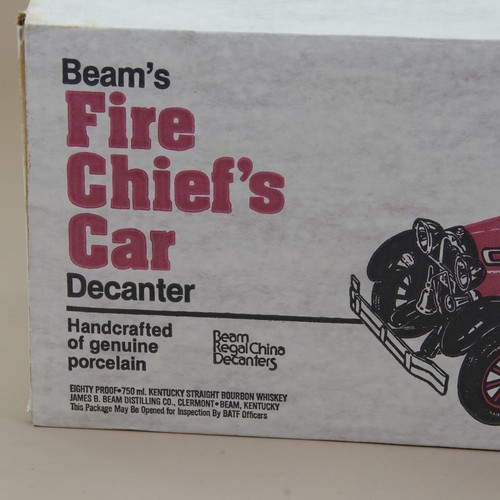 Beam's
Fire
Chief's
Car
Decanter
Handcrafted
of genuine
porcelain
Beam
Regal China
Decanters
EIGHTY PROOF•750 ml. KENTUCKY STRAIGHT BOURBON WHISKEY
JAMES B. BEAM DISTILLING CO., CLERMONT•BEAM, KENTUCKY
This Package May Be Opened for Inspection By BATF Officers